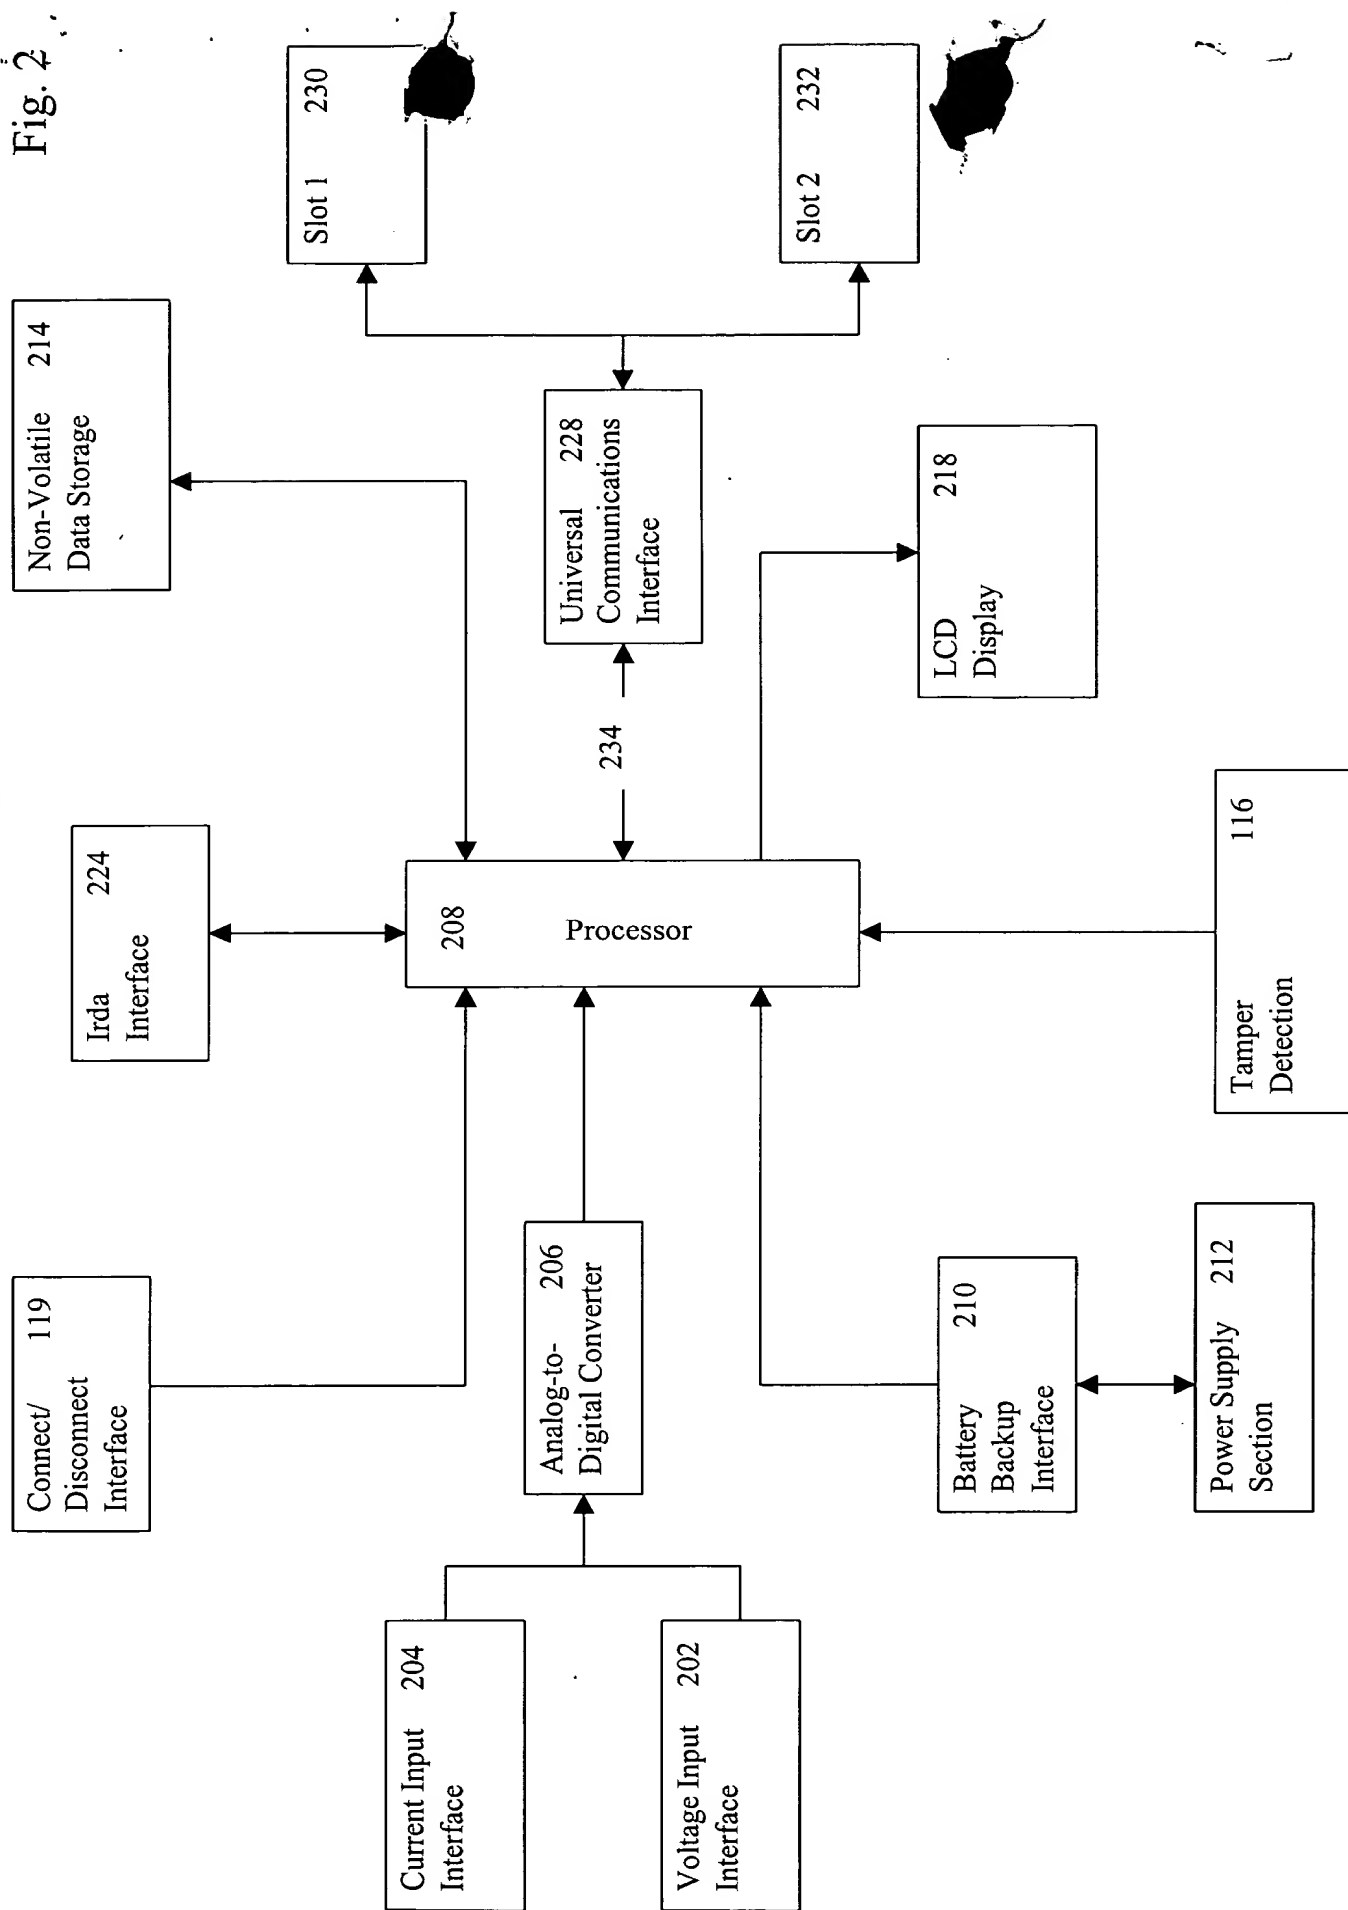 Fig. 2
Connect/ 119
Disconnect
Interface
Irda 224
Interface
Non-Volatile 214
Data Storage
Slot 1 230
Current Input 204
Interface
Analog-to- 206
Digital Converter
208
Processor
234
Universal 228
Communications
Interface
Voltage Input 202
Interface
Slot 2 232
Battery 210
Backup
Interface
LCD 218
Display
Power Supply 212
Section
Tamper 116
Detection